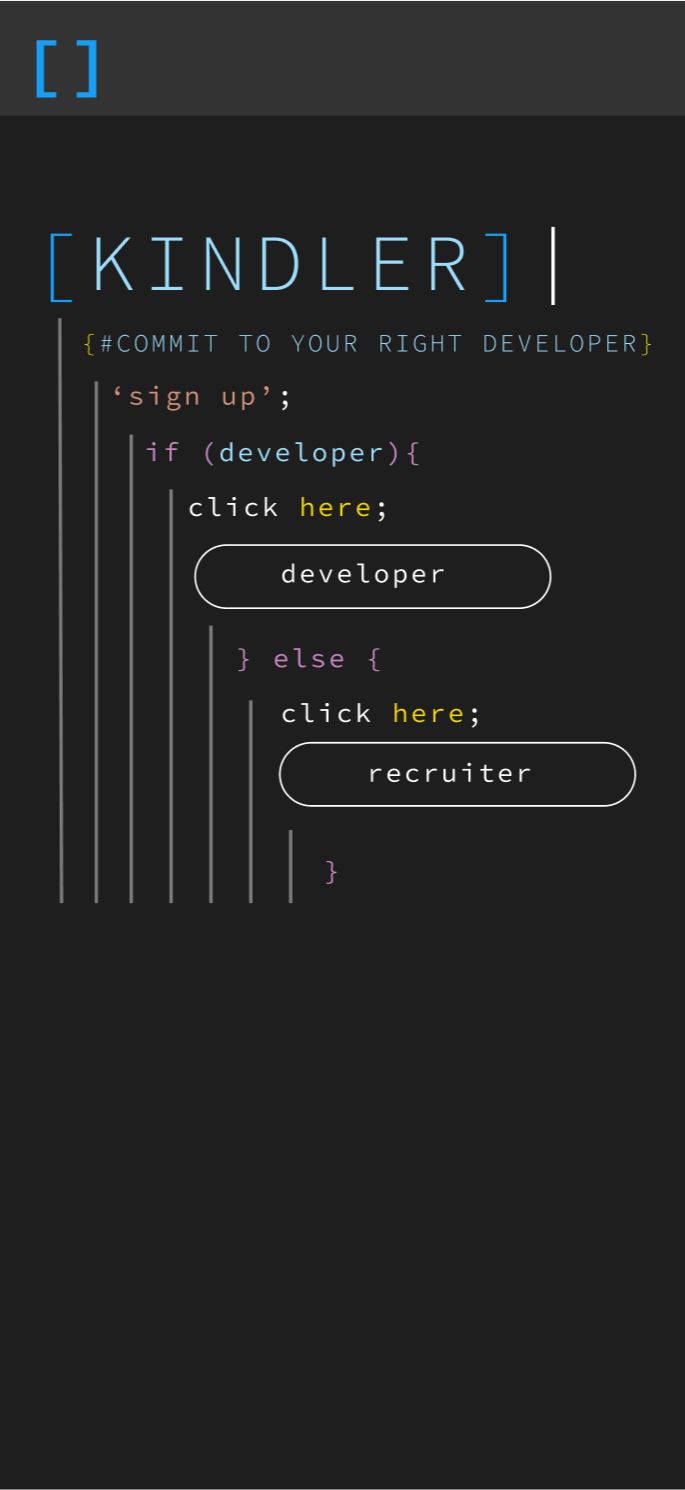 []
[KINDLER]|
{#COMMIT TO YOUR RIGHT DEVELOPER}
‘sign up’;
if (developer){
click here;
developer
} else {
click here;
recruiter
}